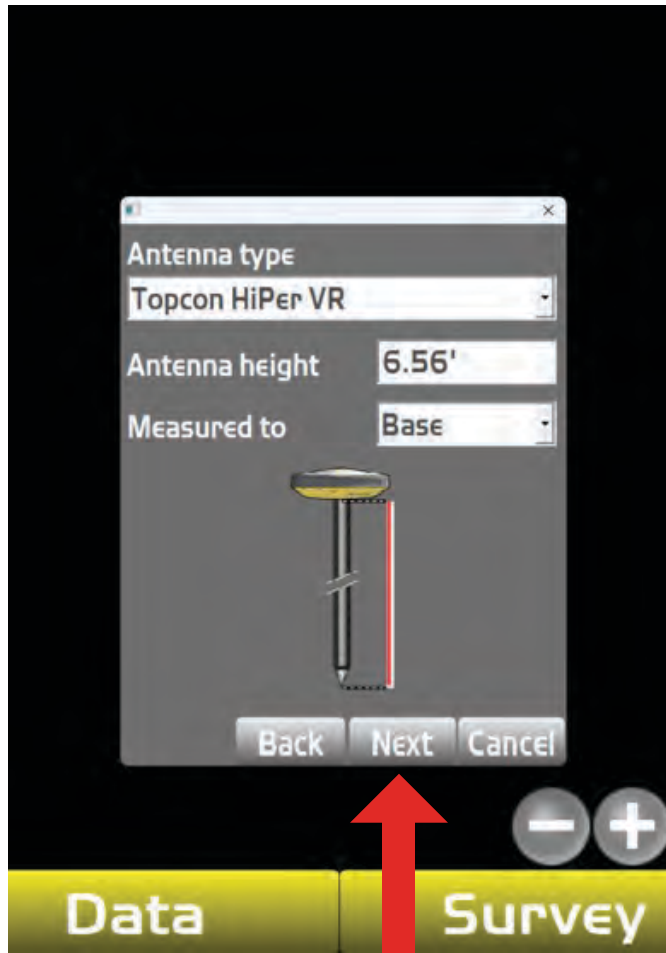 Antenna type
Topcon HiPer VR
Antenna height 6.56'
Measured to Base
Back Next Cancel
Data Survey